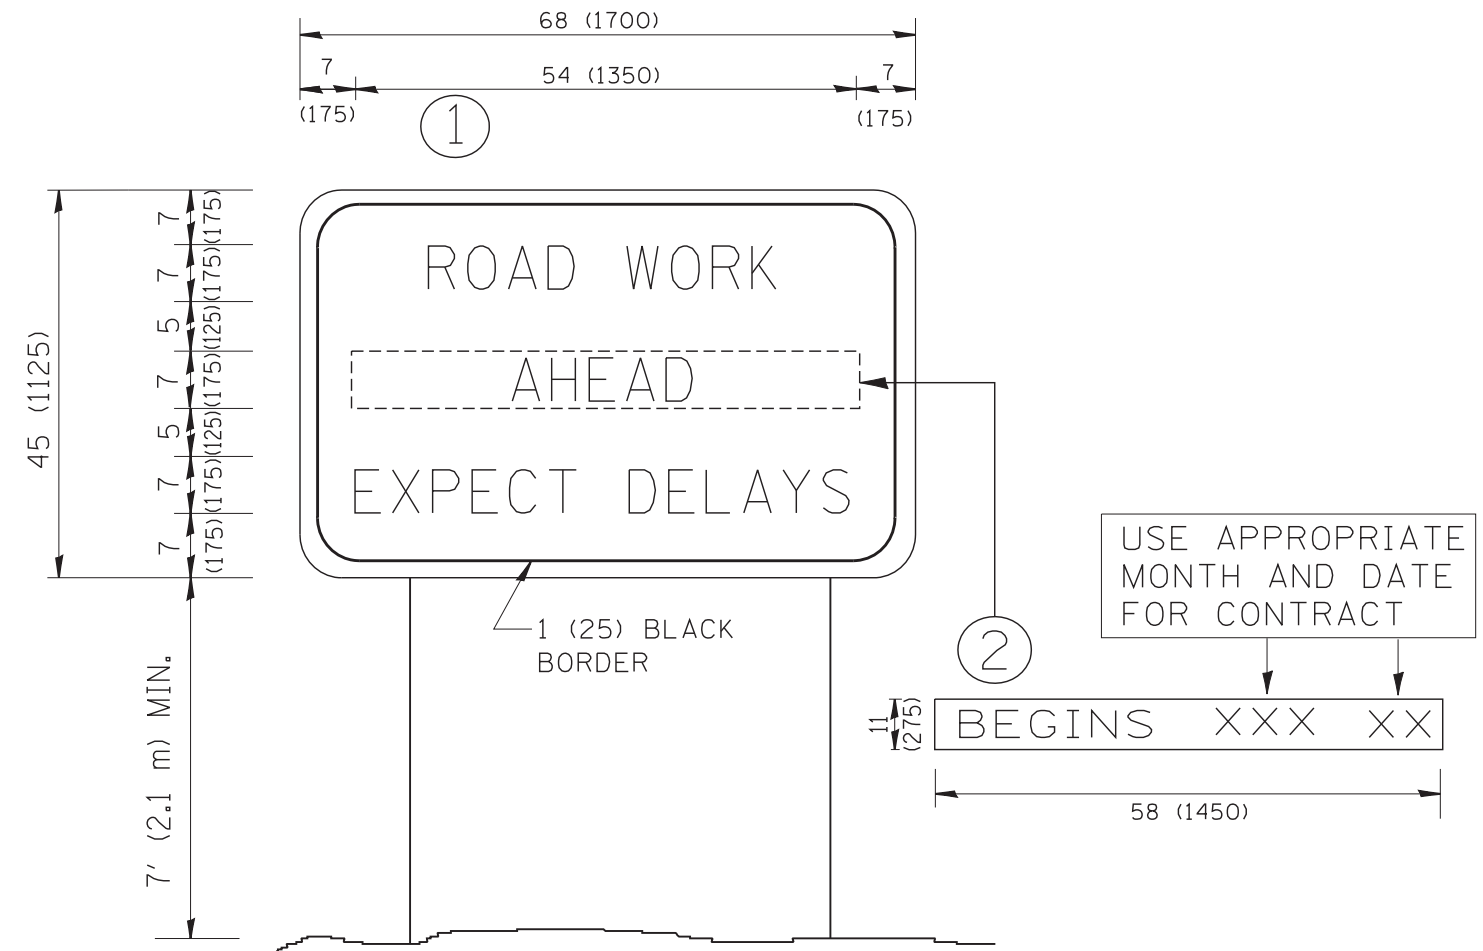 68 (1700)
7 54 (1350) 7
(175) (175)
1
7 (175)
7 (175)
5 (125)
7 (175)
5 (125)
7 (175)
7 (175)
45 (1125)
7' (2.1 m) MIN.
ROAD WORK
AHEAD
EXPECT DELAYS
1 (25) BLACK
BORDER
2
USE APPROPRIATE
MONTH AND DATE
FOR CONTRACT
11
(275)
BEGINS XXX XX
58 (1450)